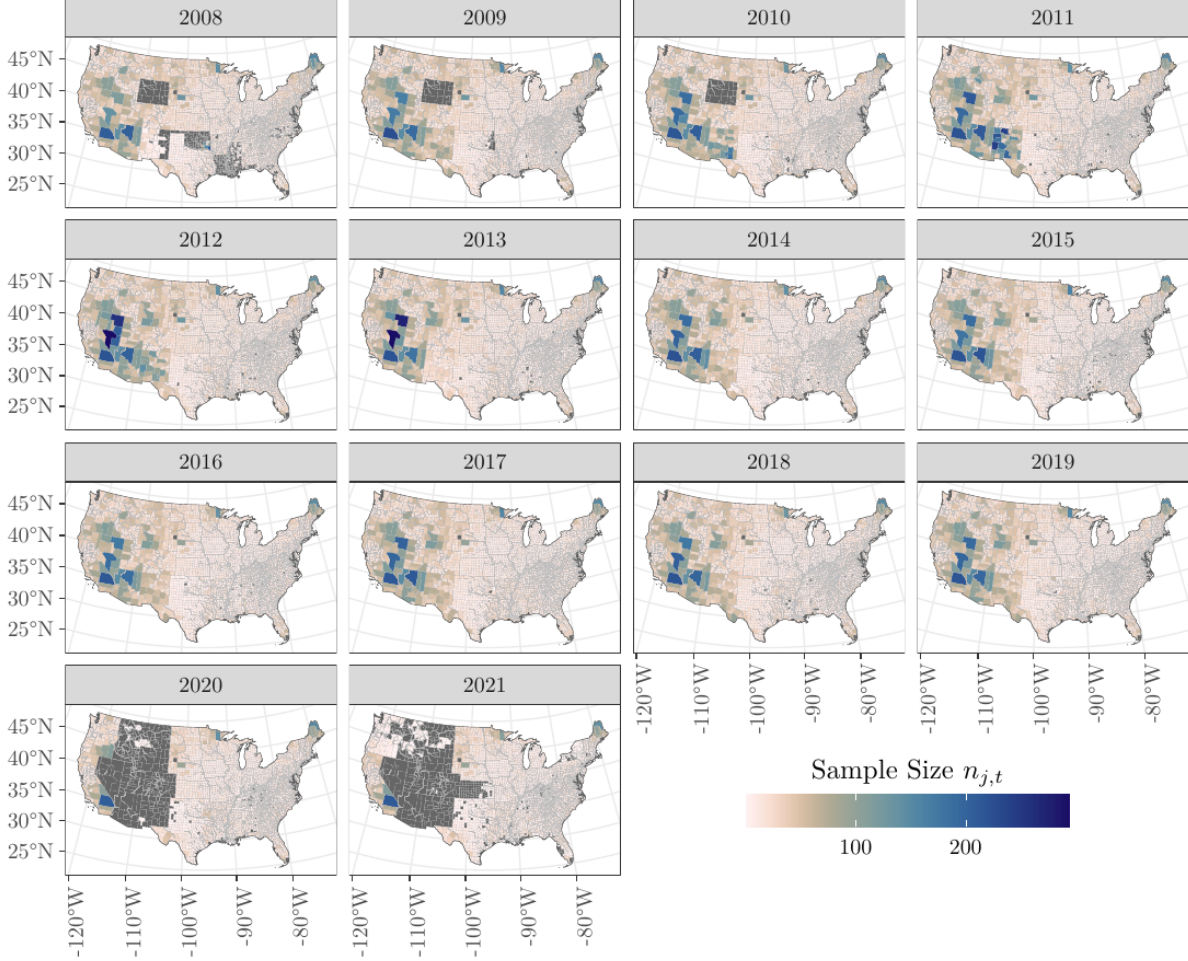 2008 2009 2010 2011
45°N
40°N
35°N
30°N
25°N
2012 2013 2014 2015
45°N
40°N
35°N
30°N
25°N
2016 2017 2018 2019
45°N
40°N
35°N
30°N
25°N
-120°W -110°W -100°W -90°W -80°W -120°W -110°W -100°W -90°W -80°W
2020 2021
45°N
40°N
35°N
30°N
25°N
-120°W -110°W -100°W -90°W -80°W -120°W -110°W -100°W -90°W -80°W
Sample Size n_{j,t}
100 200